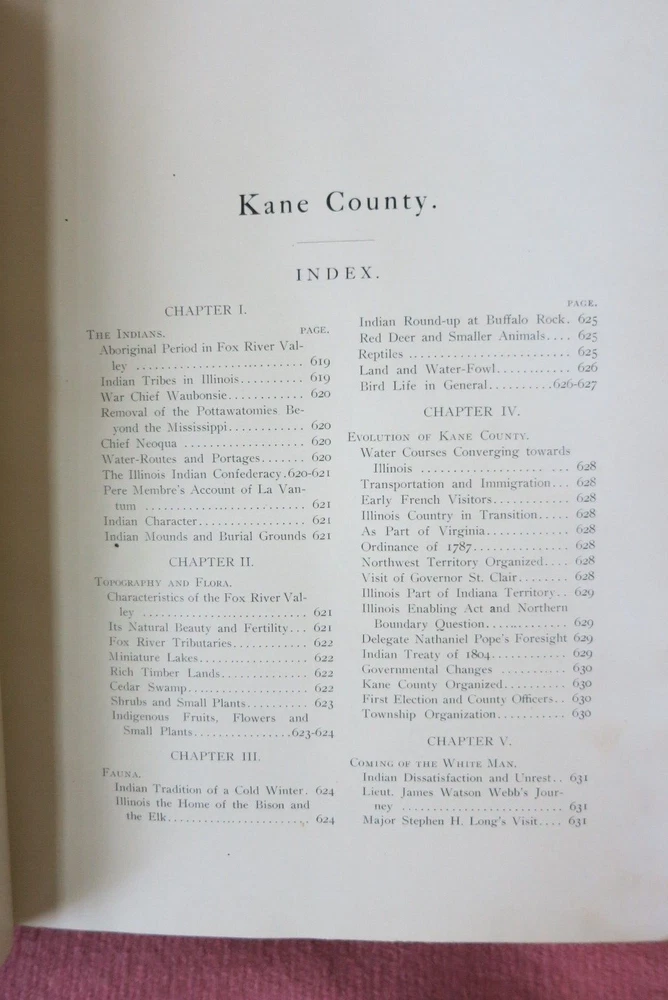 Kane County.
INDEX.
CHAPTER I.
THE INDIANS. PAGE.
Aboriginal Period in Fox River Val-
ley ........................... 619
Indian Tribes in Illinois.......... 619
War Chief Waubonsie............ 620
Removal of the Pottawatomies Be-
yond the Mississippi............ 620
Chief Neoqua ................... 620
Water-Routes and Portages....... 620
The Illinois Indian Confederacy.620-621
Pere Membre's Account of La Van-
tum ........................... 621
Indian Character................. 621
Indian Mounds and Burial Grounds 621
CHAPTER II.
TOPOGRAPHY AND FLORA.
Characteristics of the Fox River Val-
ley ........................... 621
Its Natural Beauty and Fertility... 621
Fox River Tributaries............. 622
Miniature Lakes.................. 622
Rich Timber Lands............... 622
Cedar Swamp.................... 622
Shrubs and Small Plants.......... 623
Indigenous Fruits, Flowers and
Small Plants................623-624
CHAPTER III.
FAUNA.
Indian Tradition of a Cold Winter. 624
Illinois the Home of the Bison and
the Elk........................ 624
PAGE.
Indian Round-up at Buffalo Rock. 625
Red Deer and Smaller Animals.... 625
Reptiles ......................... 625
Land and Water-Fowl............ 626
Bird Life in General..........626-627
CHAPTER IV.
EVOLUTION OF KANE COUNTY.
Water Courses Converging towards
Illinois ........................ 628
Transportation and Immigration... 628
Early French Visitors............ 628
Illinois Country in Transition..... 628
As Part of Virginia.............. 628
Ordinance of 1787................ 628
Northwest Territory Organized.... 628
Visit of Governor St. Clair........ 628
Illinois Part of Indiana Territory.. 629
Illinois Enabling Act and Northern
Boundary Question.............. 629
Delegate Nathaniel Pope's Foresight 629
Indian Treaty of 1804............ 629
Governmental Changes ........... 630
Kane County Organized.......... 630
First Election and County Officers.. 630
Township Organization........... 630
CHAPTER V.
COMING OF THE WHITE MAN.
Indian Dissatisfaction and Unrest.. 631
Lieut. James Watson Webb's Jour-
ney .......................... 631
Major Stephen H. Long's Visit.... 631